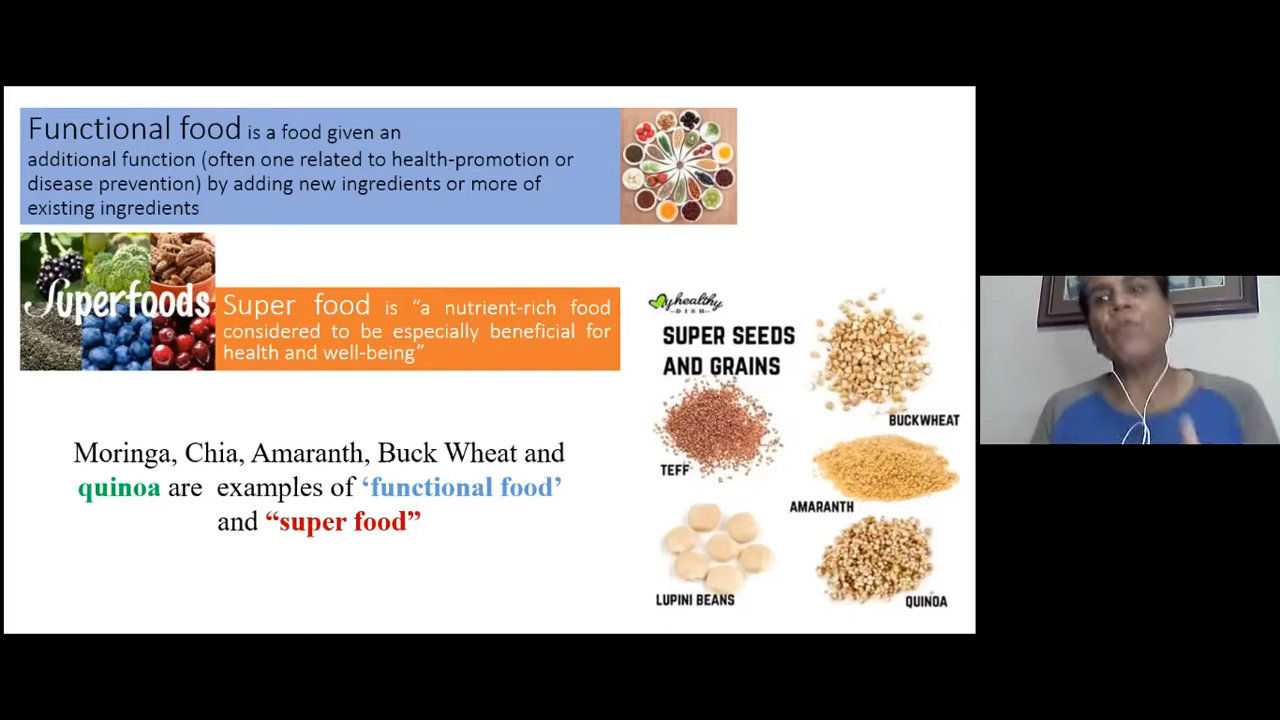 Functional food is a food given an
additional function (often one related to health-promotion or
disease prevention) by adding new ingredients or more of
existing ingredients
Superfoods
Super food is “a nutrient-rich food
considered to be especially beneficial for
health and well-being”
Moringa, Chia, Amaranth, Buck Wheat and
quinoa are examples of ‘functional food’
and “super food”
Myhealthy
DISH
SUPER SEEDS
AND GRAINS
BUCKWHEAT
TEFF
AMARANTH
LUPINI BEANS
QUINOA